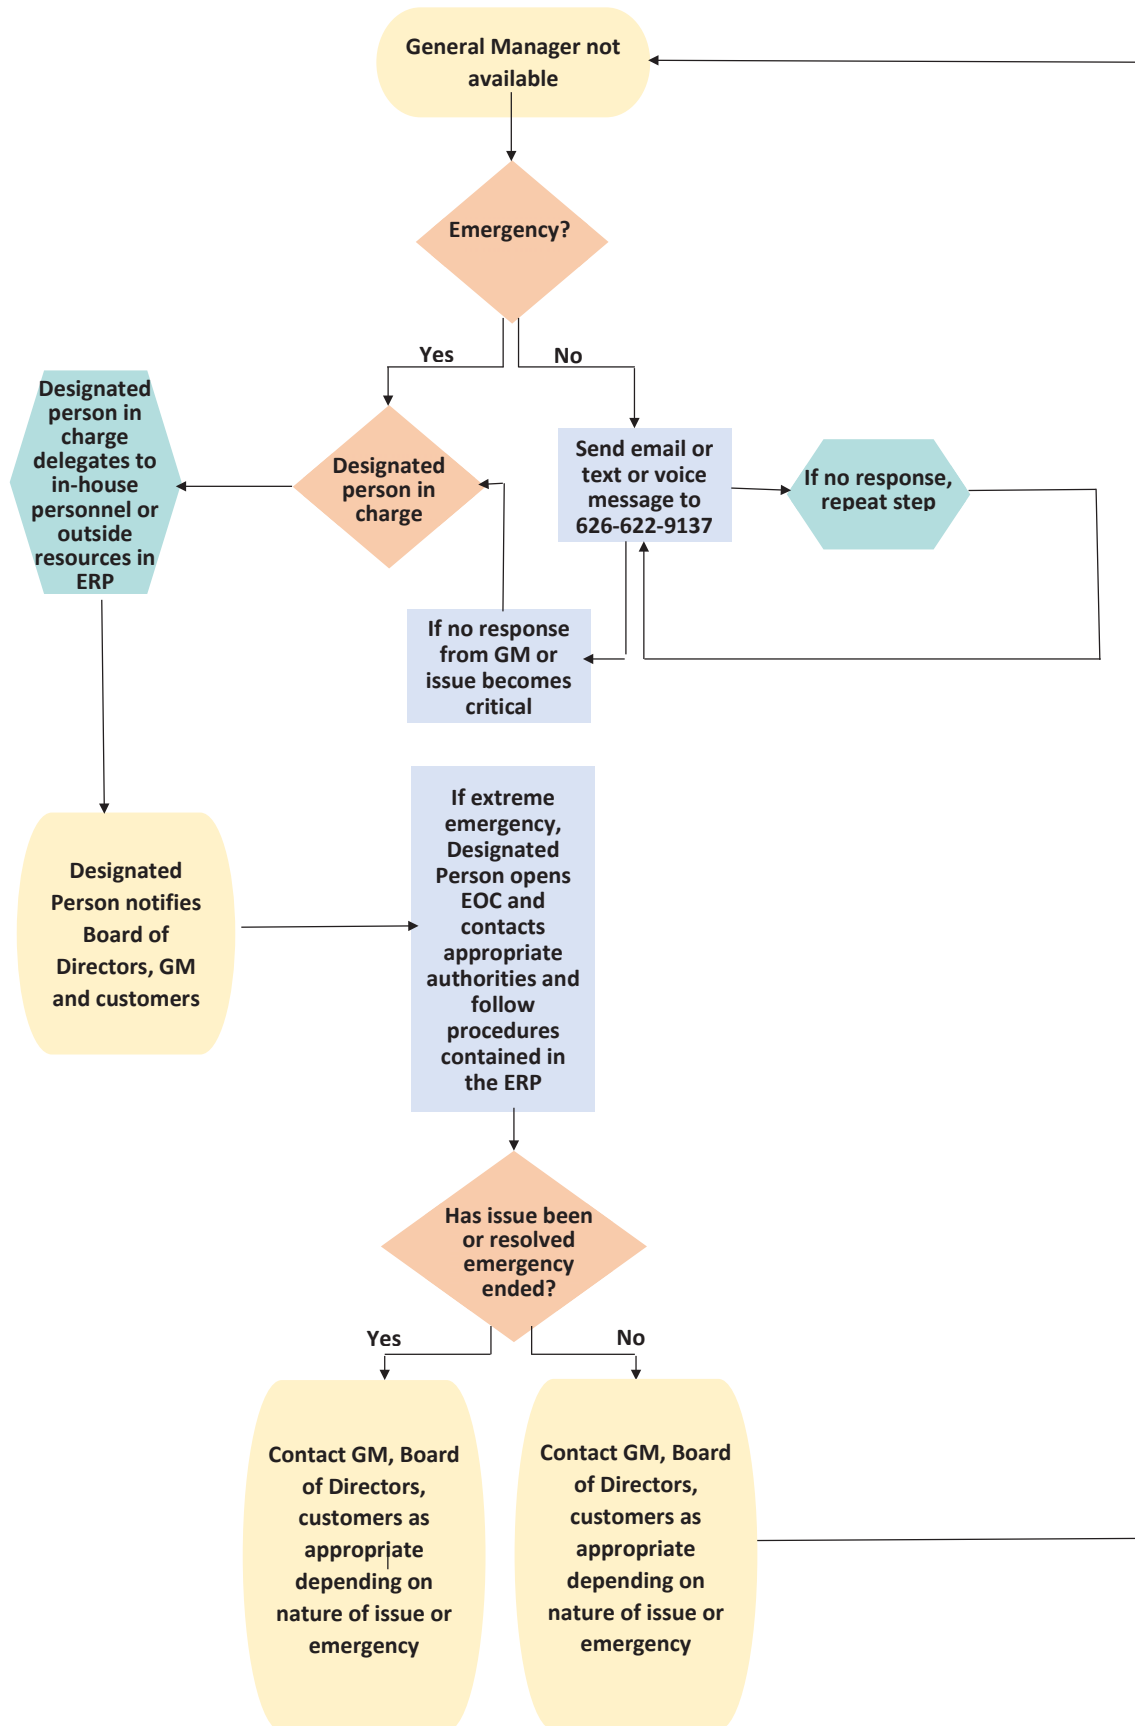 General Manager not
available
Emergency?
Yes
No
Designated
person in
charge
delegates to
in-house
personnel or
outside
resources in
ERP
Designated
person in
charge
Send email or
text or voice
message to
626-622-9137
If no response,
repeat step
If no response
from GM or
issue becomes
critical
Designated
Person notifies
Board of
Directors, GM
and customers
If extreme
emergency,
Designated
Person opens
EOC and
contacts
appropriate
authorities and
follow
procedures
contained in
the ERP
Has issue been
or resolved
emergency
ended?
Yes
No
Contact GM, Board
of Directors,
customers as
appropriate
depending on
nature of issue or
emergency
Contact GM, Board
of Directors,
customers as
appropriate
depending on
nature of issue or
emergency